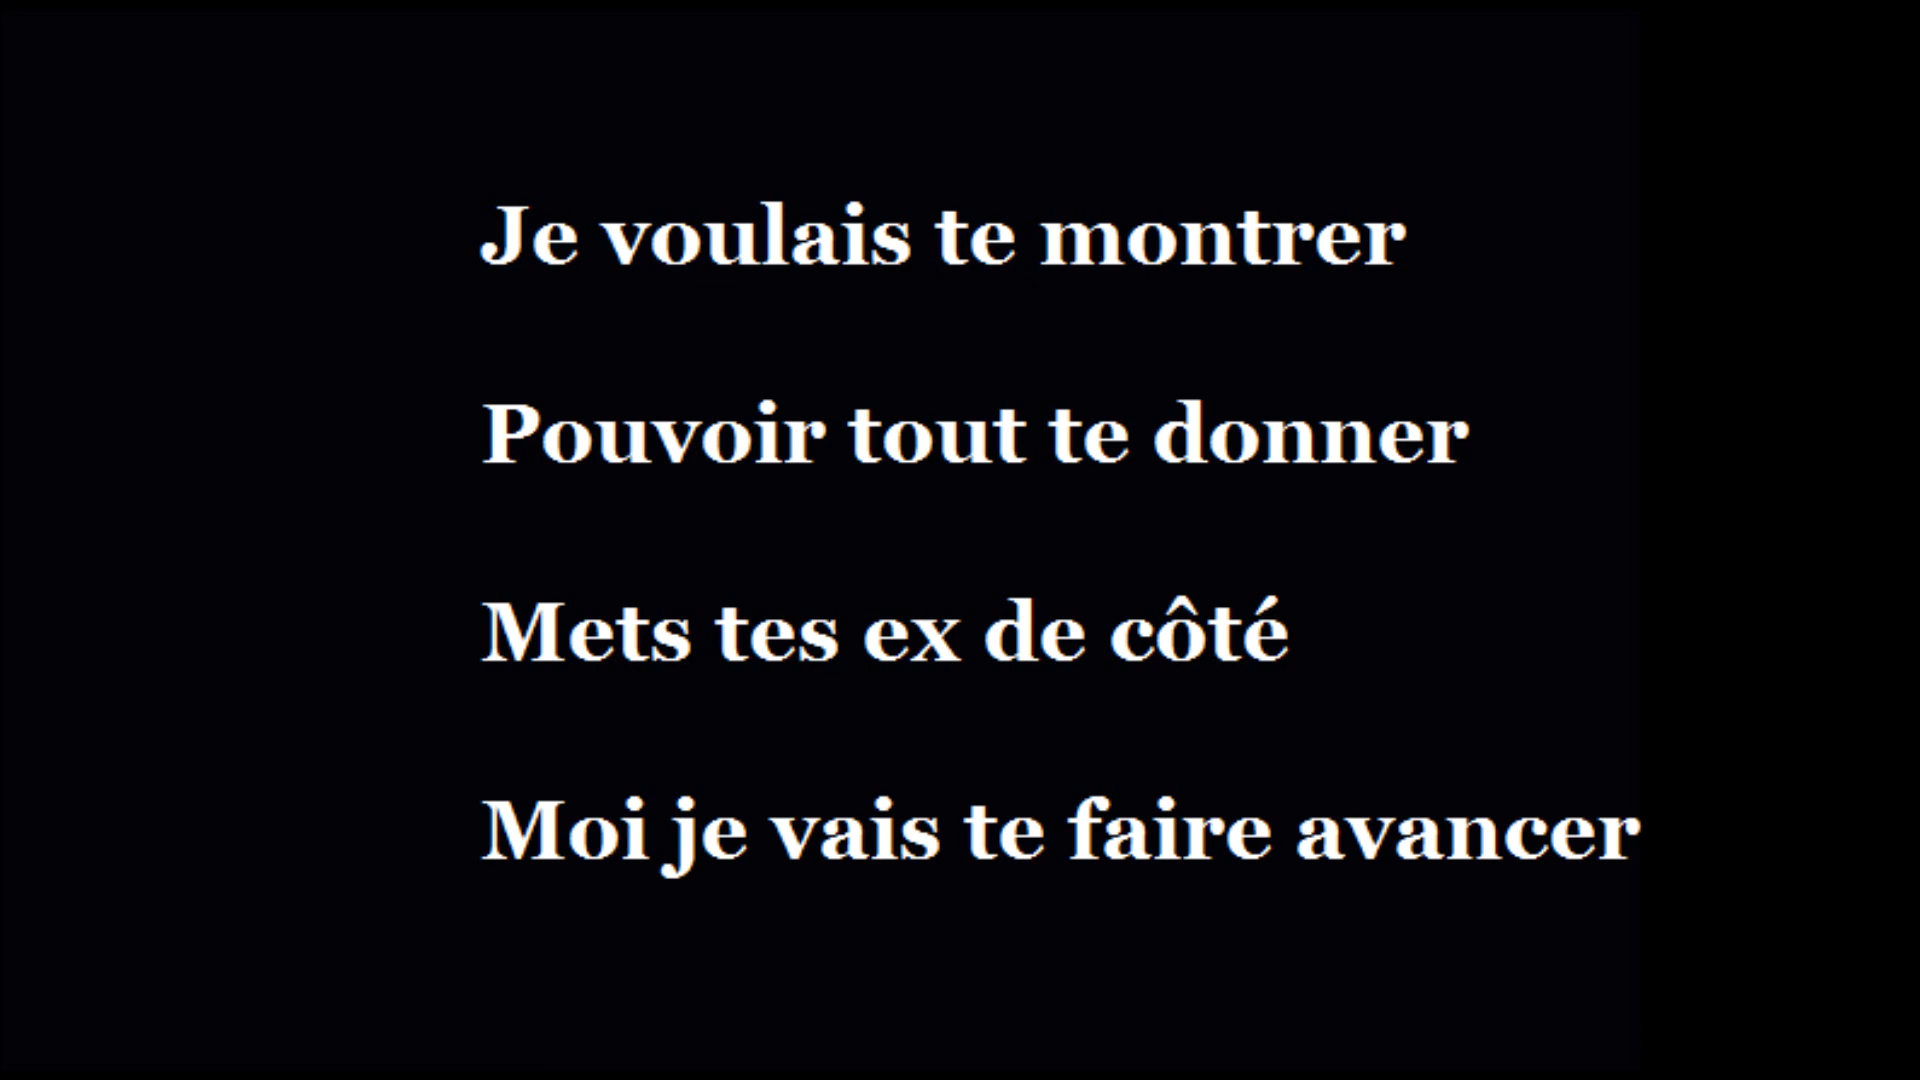 Je voulais te montrer
Pouvoir tout te donner
Mets tes ex de côté
Moi je vais te faire avancer